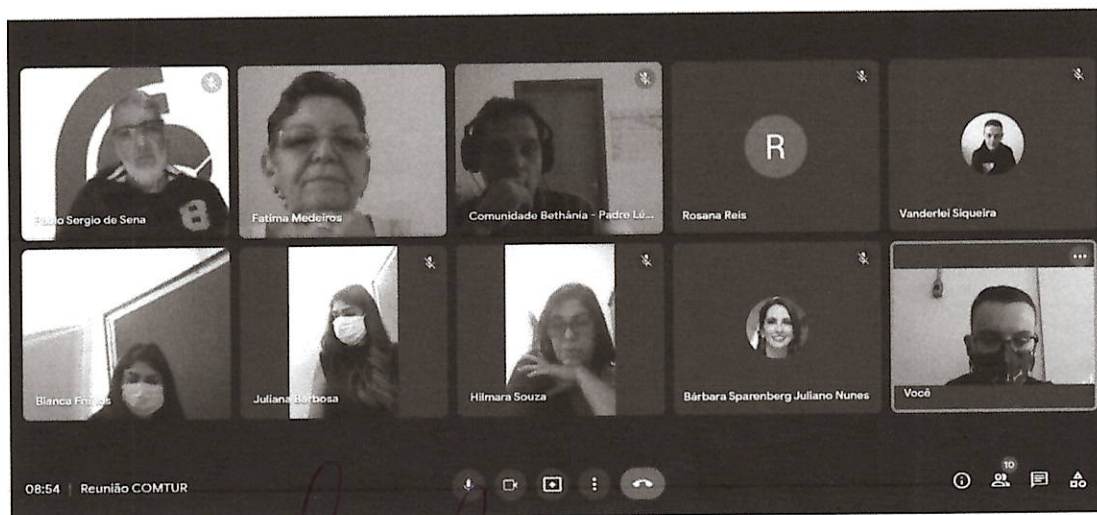 R
Paulo Sergio de Sena
Fatima Medeiros
Comunidade Bethânia - Padre Lé...
Rosana Reis
Vanderlei Siqueira
Bianca
Juliana Barbosa
Hilmara Souza
Bárbara Sparenberg Juliano Nunes
Você
08:54 | Reunião COMTUR
10